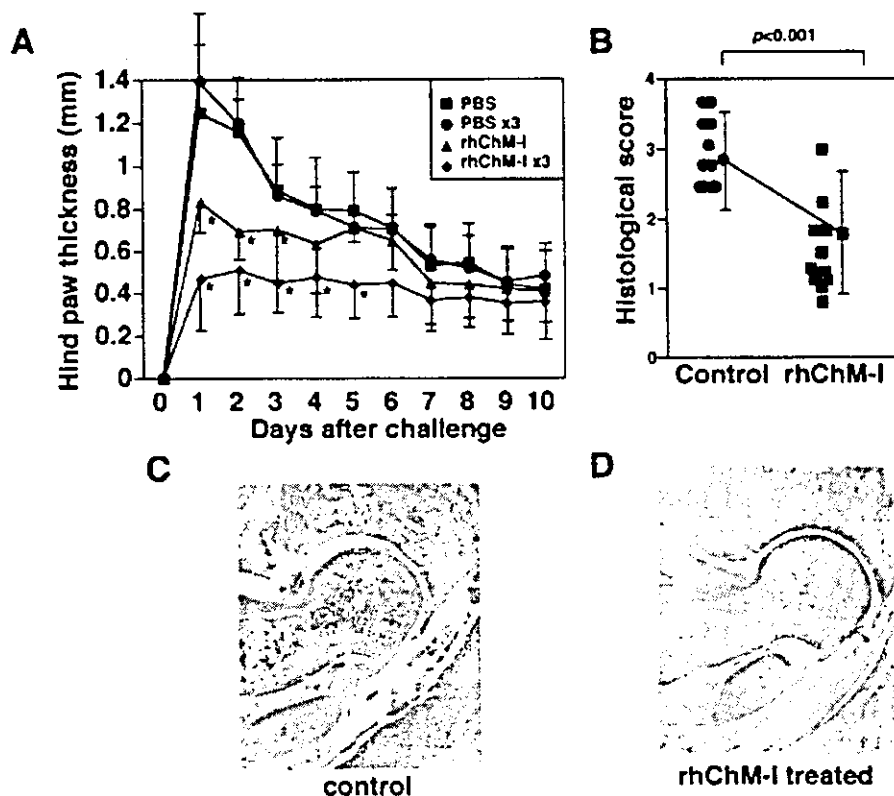 A
Hind paw thickness (mm)
1.4
1.2
1
0.8
0.6
0.4
0.2
0
PBS
PBS x3
rhChM-I
rhChM-I x3
* * *
* * * * *
0 1 2 3 4 5 6 7 8 9 10
Days after challenge
B
p<0.001
Histological score
4
3
2
1
0
Control rhChM-I
C
control
D
rhChM-I treated